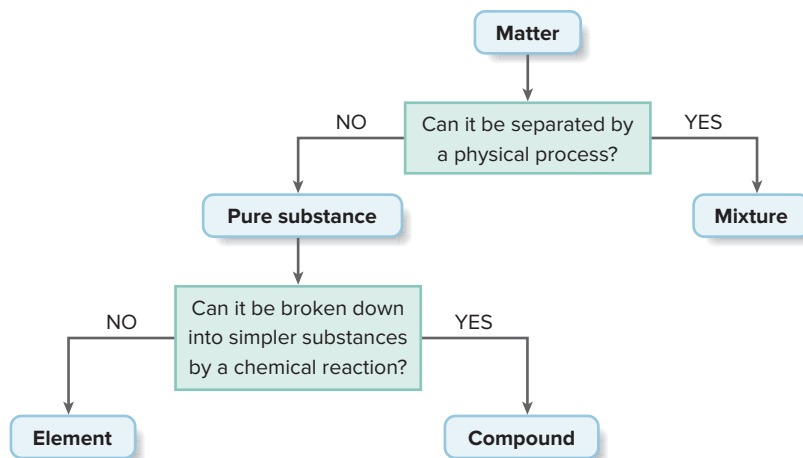 Matter
NO
Can it be separated by
a physical process?
YES
Pure substance
Mixture
NO
Can it be broken down
into simpler substances
by a chemical reaction?
YES
Element
Compound